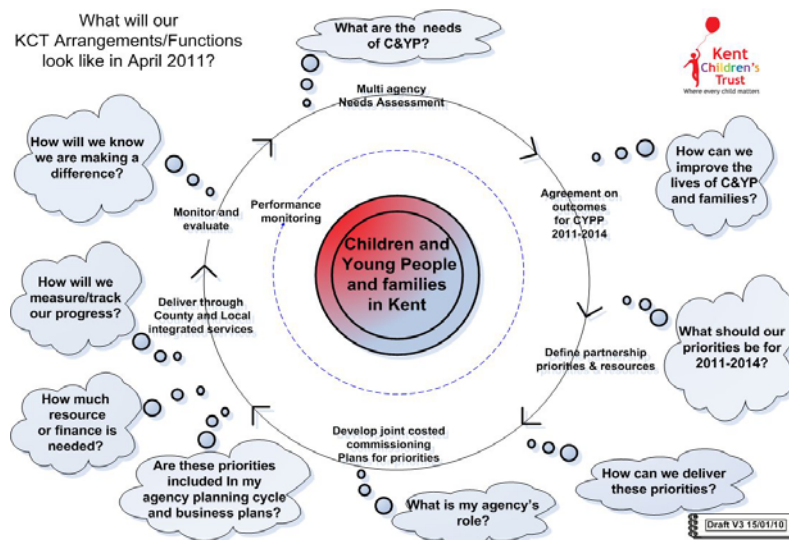 What will our
KCT Arrangements/Functions
look like in April 2011?
What are the needs
of C&YP?
Kent
Children's
Trust
Where every child matters
Multi agency
Needs Assessment
How will we know
we are making a
difference?
How can we
improve the
lives of C&YP
and families?
Performance
monitoring
Monitor and
evaluate
Agreement on
outcomes
for CYPP
2011-2014
Children and
Young People
and families
in Kent
How will we
measure/track
our progress?
Deliver through
County and Local
integrated services
What should our
priorities be for
2011-2014?
Define partnership
priorities & resources
How much
resource
or finance is
needed?
Develop joint costed
commissioning
Plans for priorities
Are these priorities
included In my
agency planning cycle
and business plans?
What is my agency's
role?
How can we deliver
these priorities?
Draft V3 15/01/10